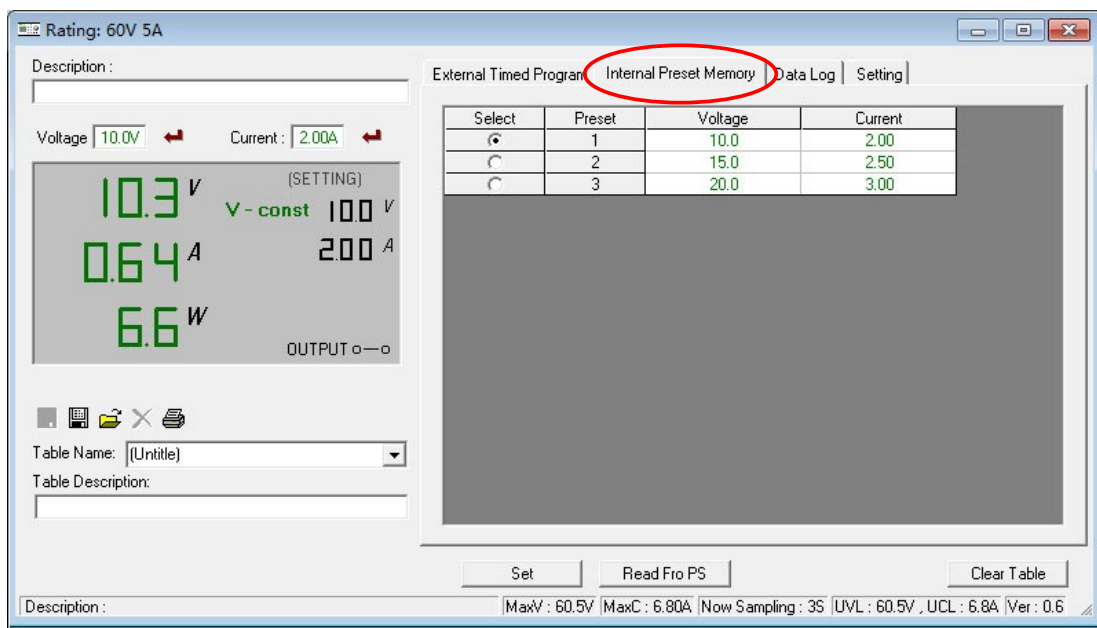 Rating: 60V 5A
Description :
External Timed Program Internal Preset Memory Data Log Setting
Voltage 10.0V Current : 2.00A
Select Preset Voltage Current
1 10.0 2.00
2 15.0 2.50
3 20.0 3.00
10.3 V (SETTING)
V - const 10.0 V
0.64 A 2.00 A
6.6 W
OUTPUT
Table Name: (Untitle)
Table Description:
Set Read Fro PS Clear Table
Description : MaxV : 60.5V MaxC : 6.80A Now Sampling : 3S UVL : 60.5V , UCL : 6.8A Ver : 0.6